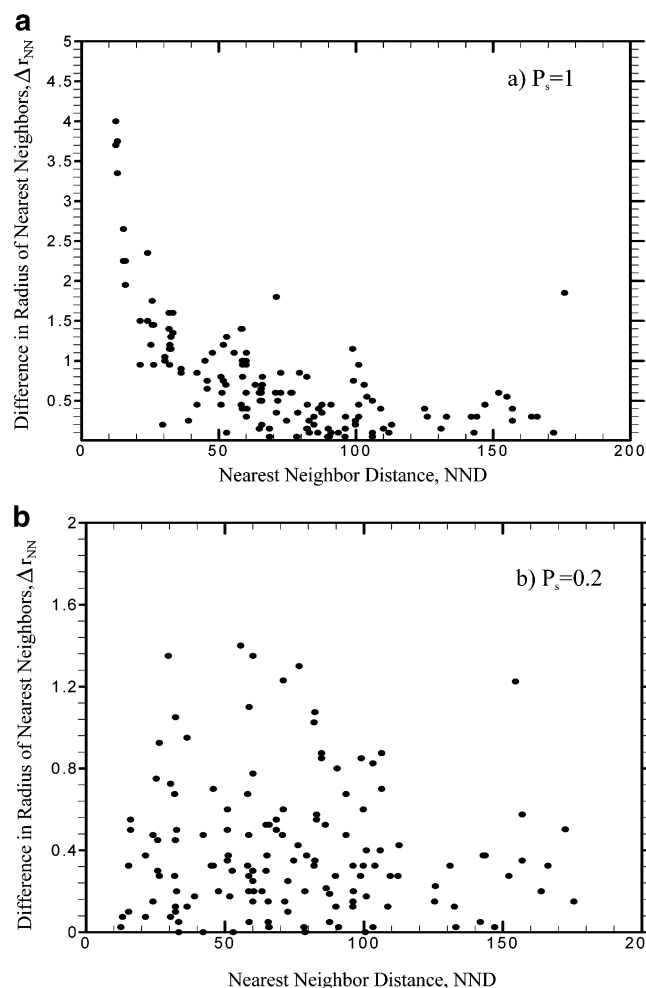 a
5
4.5
4
3.5
3
2.5
2
1.5
1
0.5
0 50 100 150 200
a) Ps=1
Difference in Radius of Nearest Neighbors, ΔrNN
Nearest Neighbor Distance, NND
b
2
1.6
1.2
0.8
0.4
0
0 50 100 150 20
b) Ps=0.2
Difference in Radius of Nearest Neighbors, ΔrNN
Nearest Neighbor Distance, NND